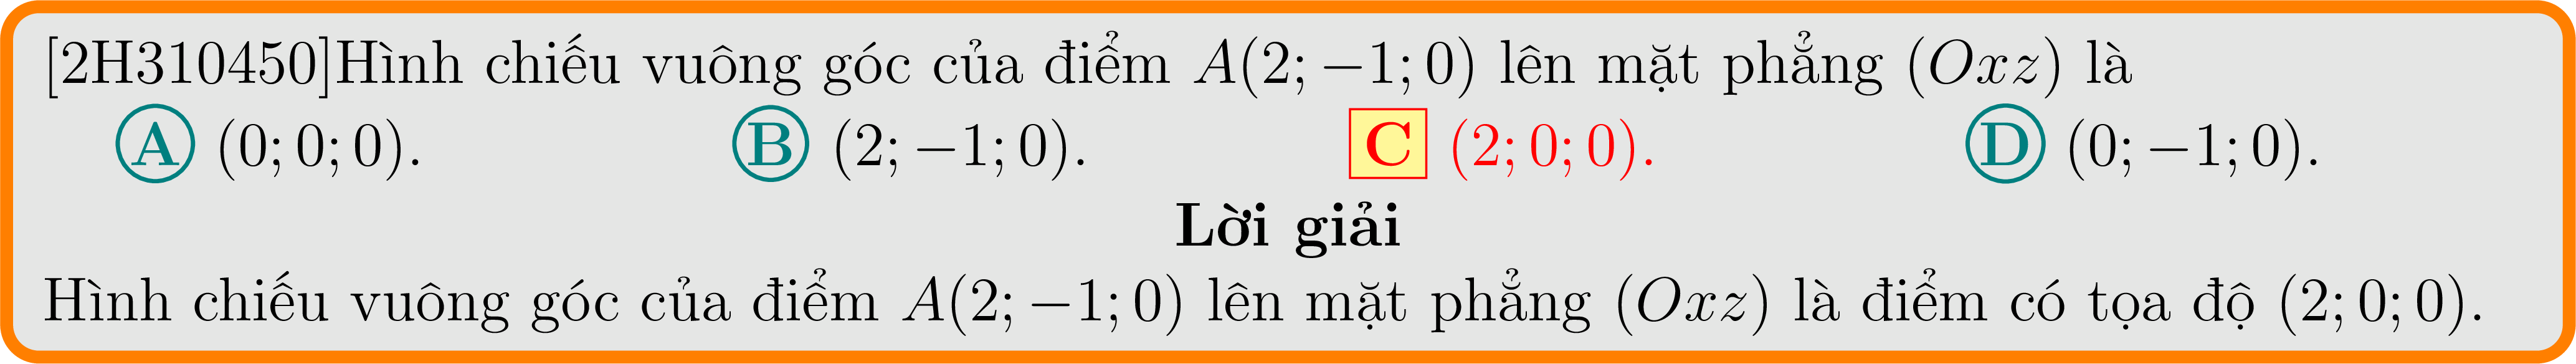 [2H310450]Hình chiếu vuông góc của điểm A(2; −1; 0) lên mặt phẳng (Oxz) là
A (0; 0; 0). B (2; −1; 0). C (2; 0; 0). D (0; −1; 0).
Lời giải
Hình chiếu vuông góc của điểm A(2; −1; 0) lên mặt phẳng (Oxz) là điểm có tọa độ (2; 0; 0).